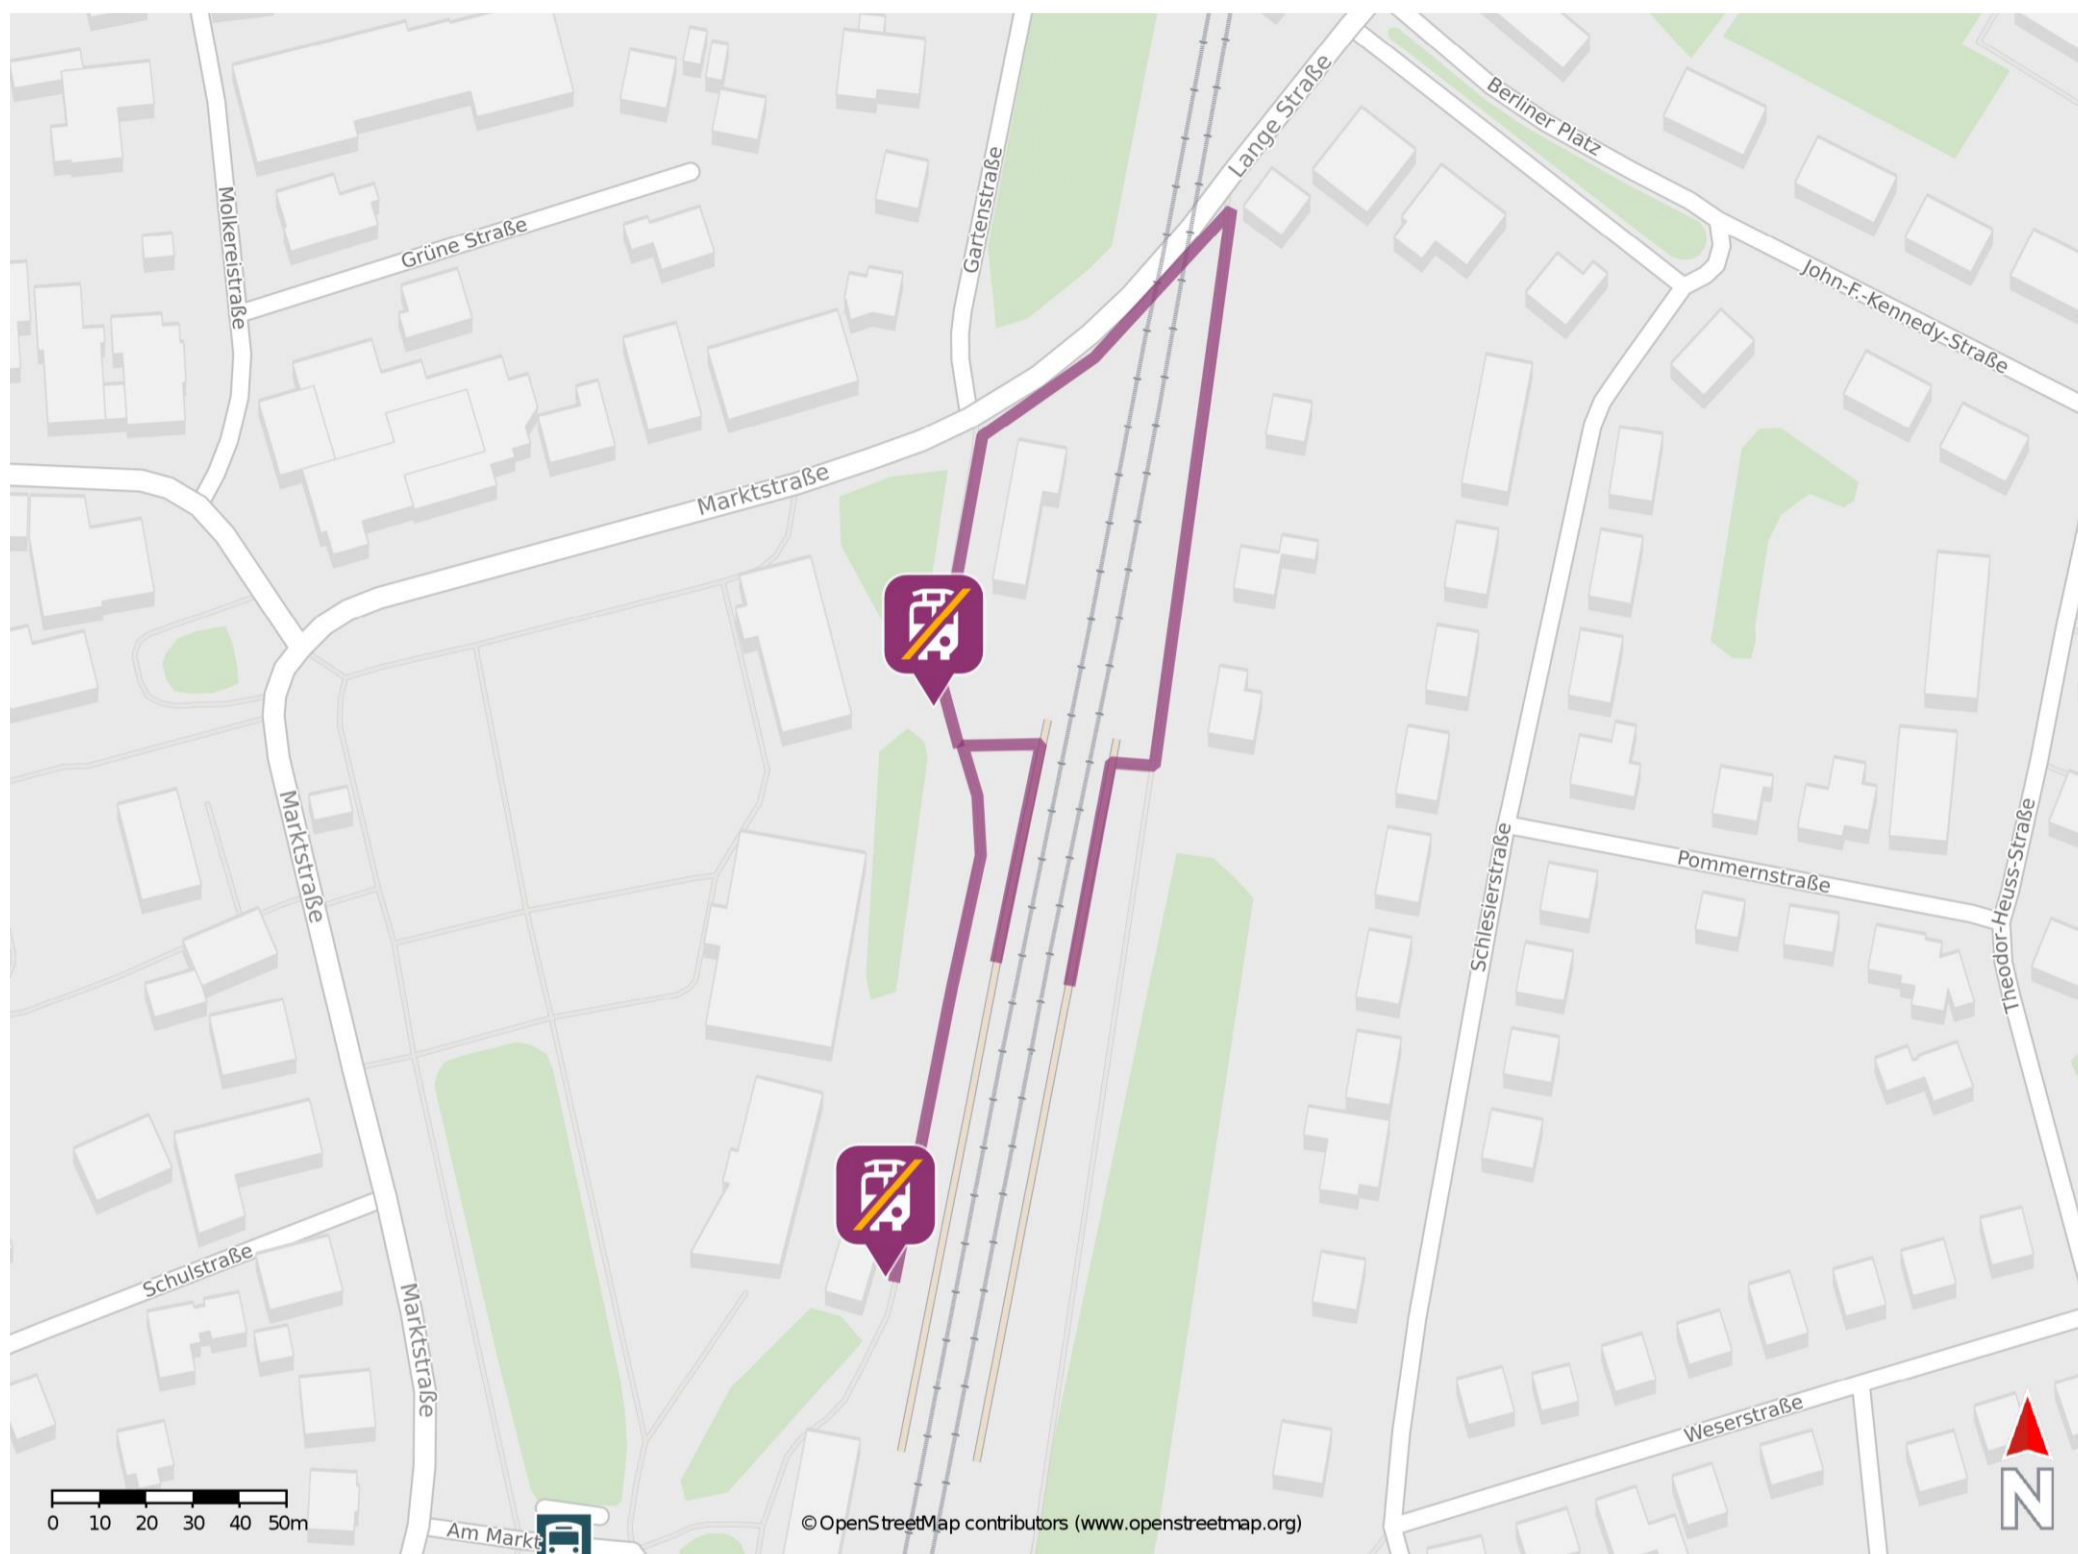 Lange Straße
Berliner Platz
Molkereistraße
Gartenstraße
Grüne Straße
John-F.-Kennedy-Straße
Marktstraße
Marktstraße
Schlesierstraße
Pommernstraße
Theodor-Heuss-Straße
Schulstraße
Marktstraße
Weserstraße
N
0 10 20 30 40 50m
Am Markt
© OpenStreetMap contributors (www.openstreetmap.org)